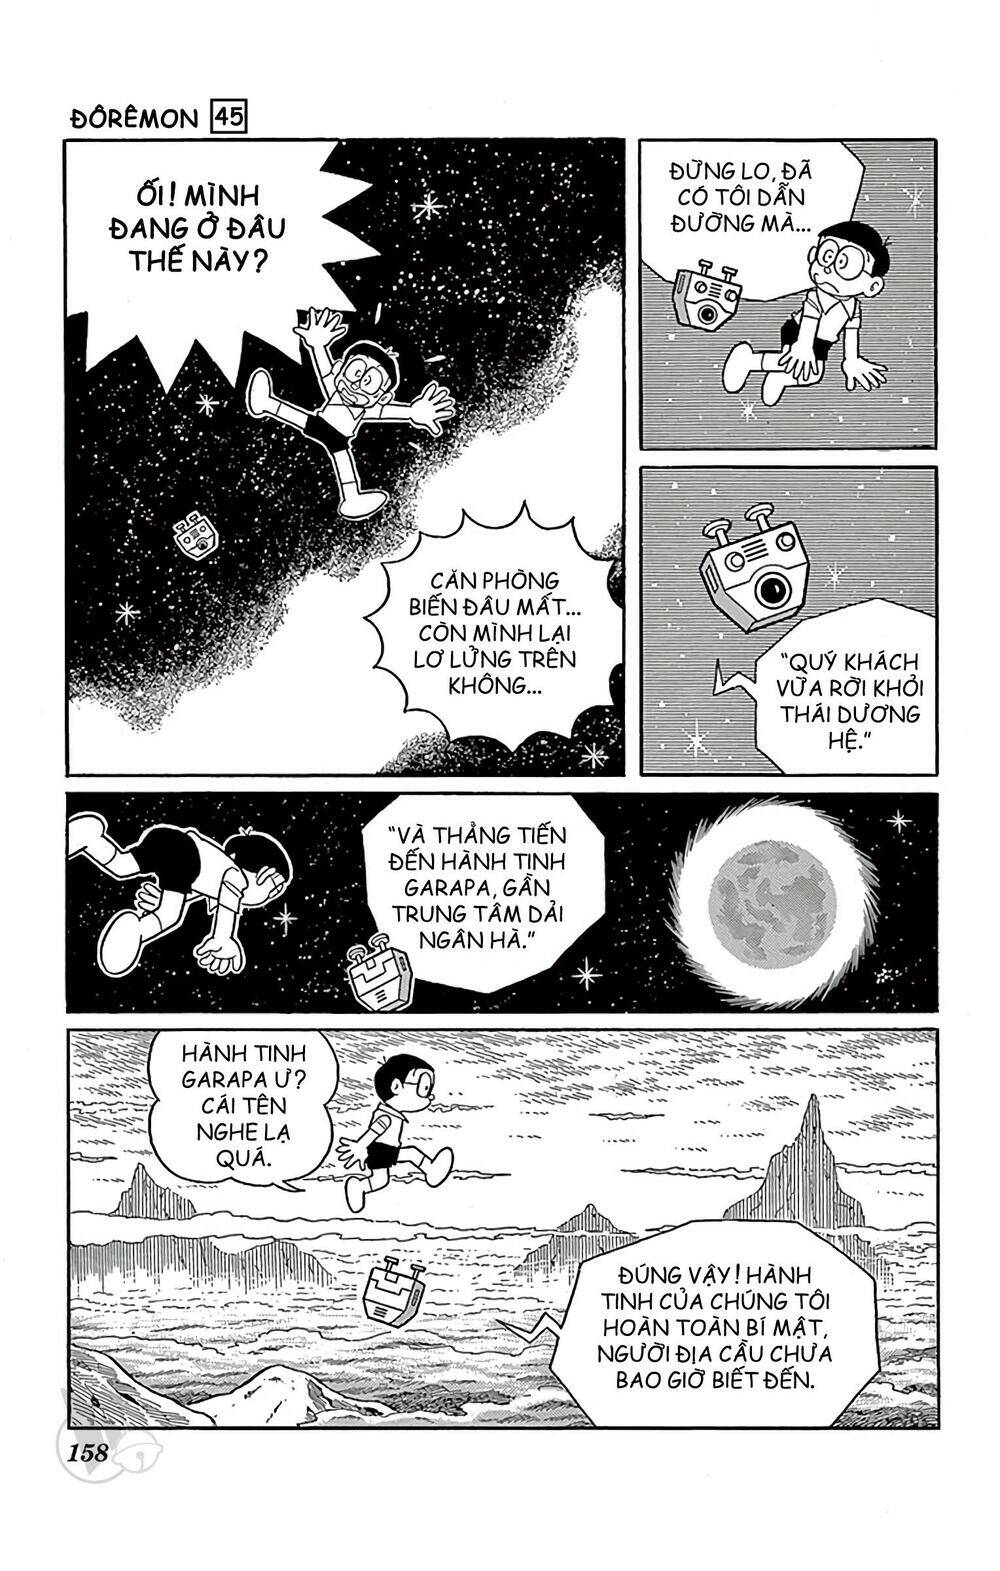 ĐÔRÊMON 45
ỐI! MÌNH
ĐANG Ở ĐÂU
THẾ NÀY?
CĂN PHÒNG
BIẾN ĐÂU MẤT...
CÒN MÌNH LẠI
LƠ LỬNG TRÊN
KHÔNG...
ĐỪNG LO, ĐÃ
CÓ TÔI DẪN
ĐƯỜNG MÀ...
"QUÝ KHÁCH
VỪA RỜI KHỎI
THÁI DƯƠNG
HỆ."
"VÀ THẲNG TIẾN
ĐẾN HÀNH TINH
GARAPA, GẦN
TRUNG TÂM DẢI
NGÂN HÀ."
HÀNH TINH
GARAPA Ư?
CÁI TÊN
NGHE LẠ
QUÁ.
ĐÚNG VẬY! HÀNH
TINH CỦA CHÚNG TÔI
HOÀN TOÀN BÍ MẬT,
NGƯỜI ĐỊA CẦU CHƯA
BAO GIỜ BIẾT ĐẾN.
158